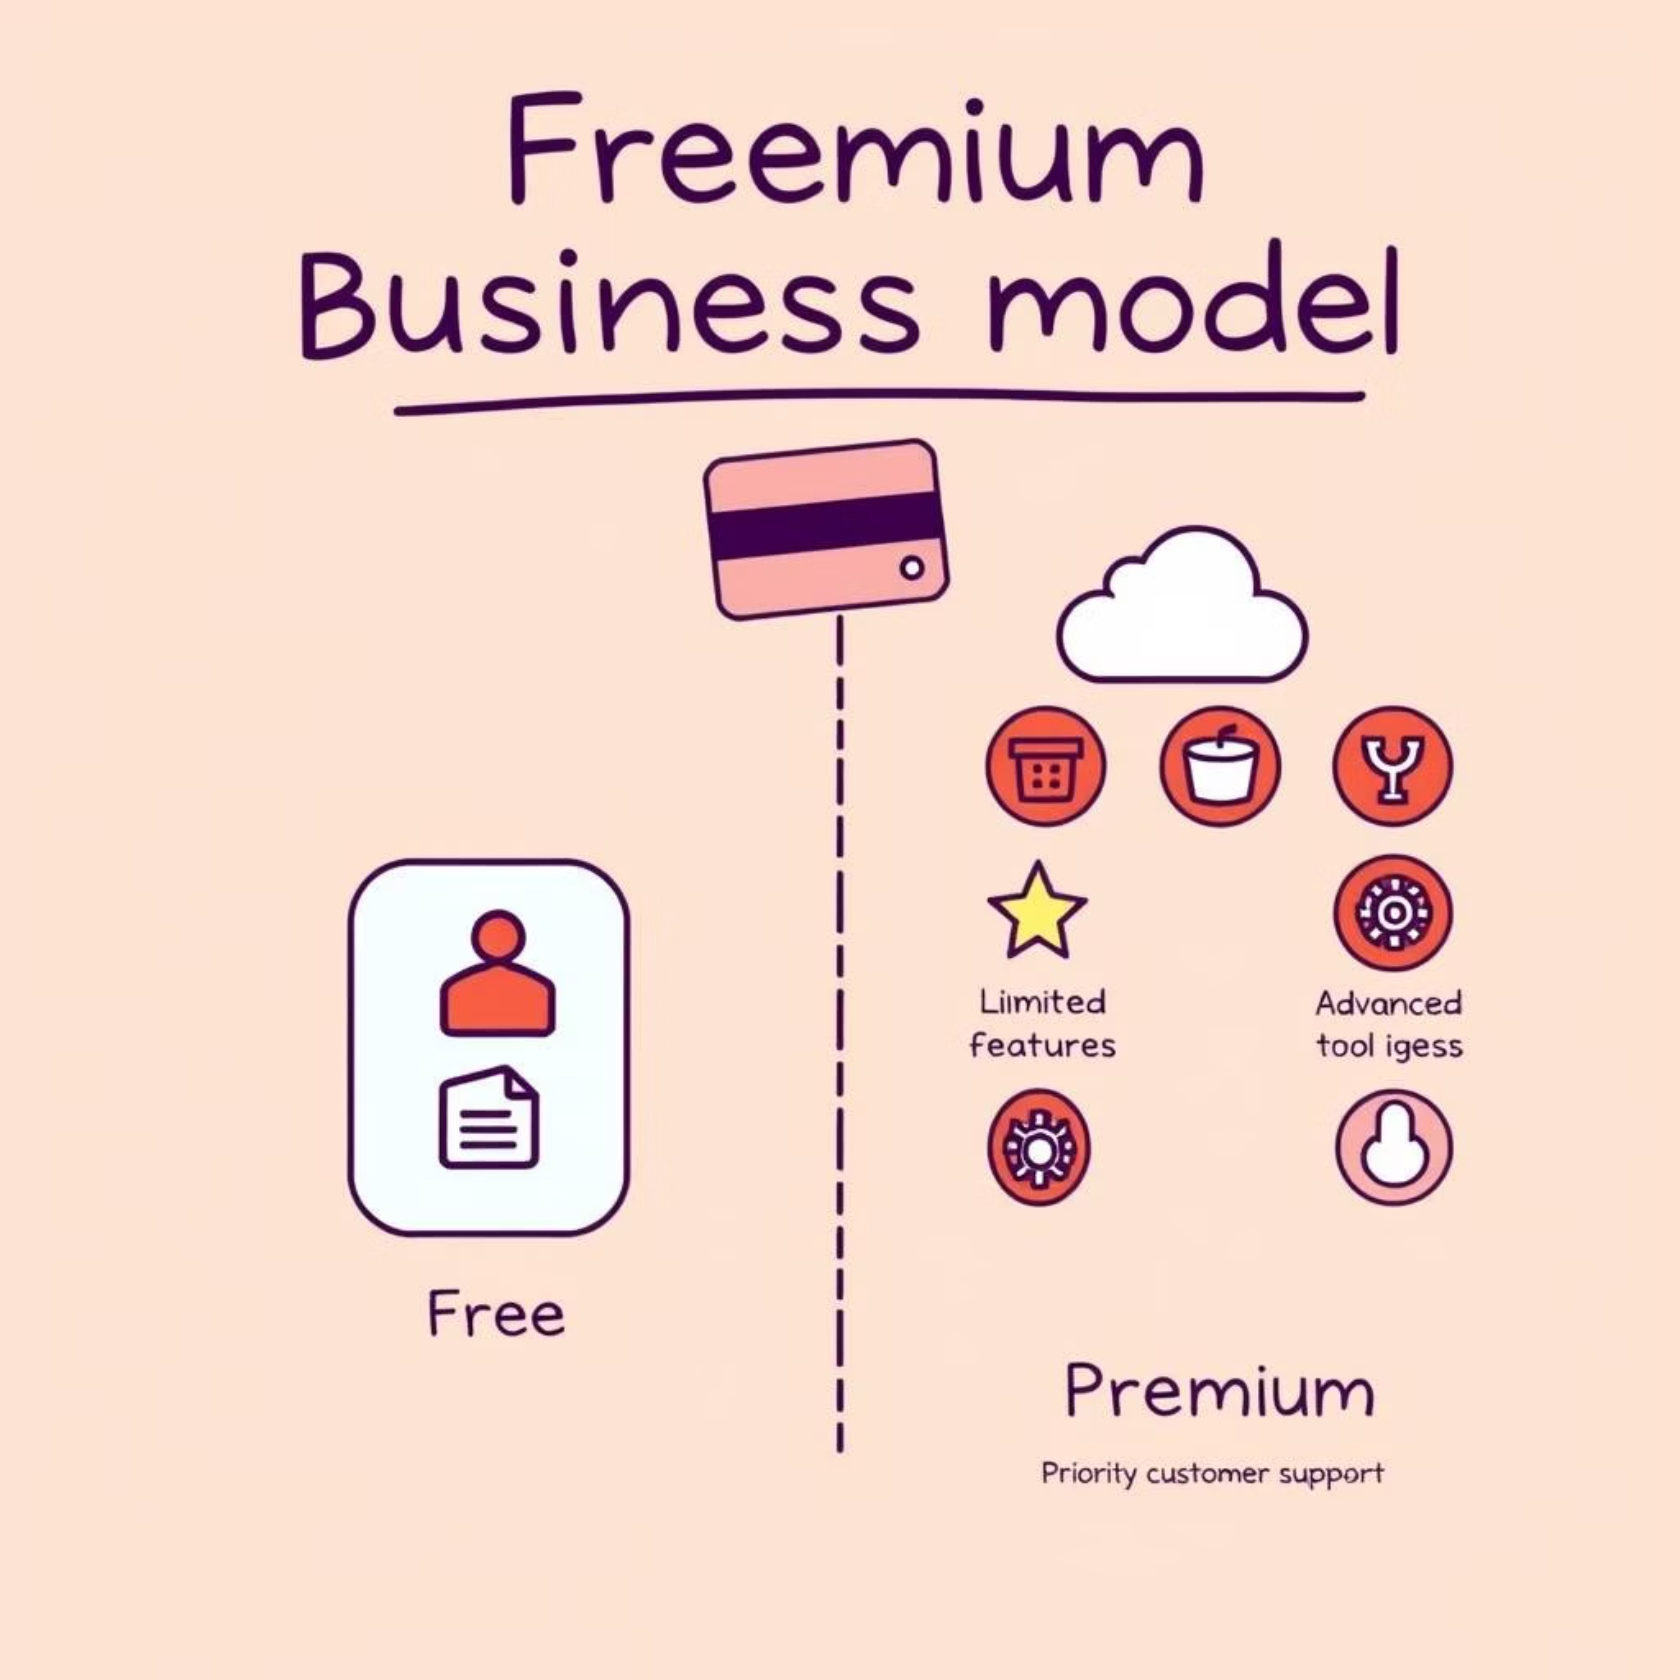 Freemium
Business model
Liimited
features
Advanced
tool igess
Free
Premium
Priority customer support